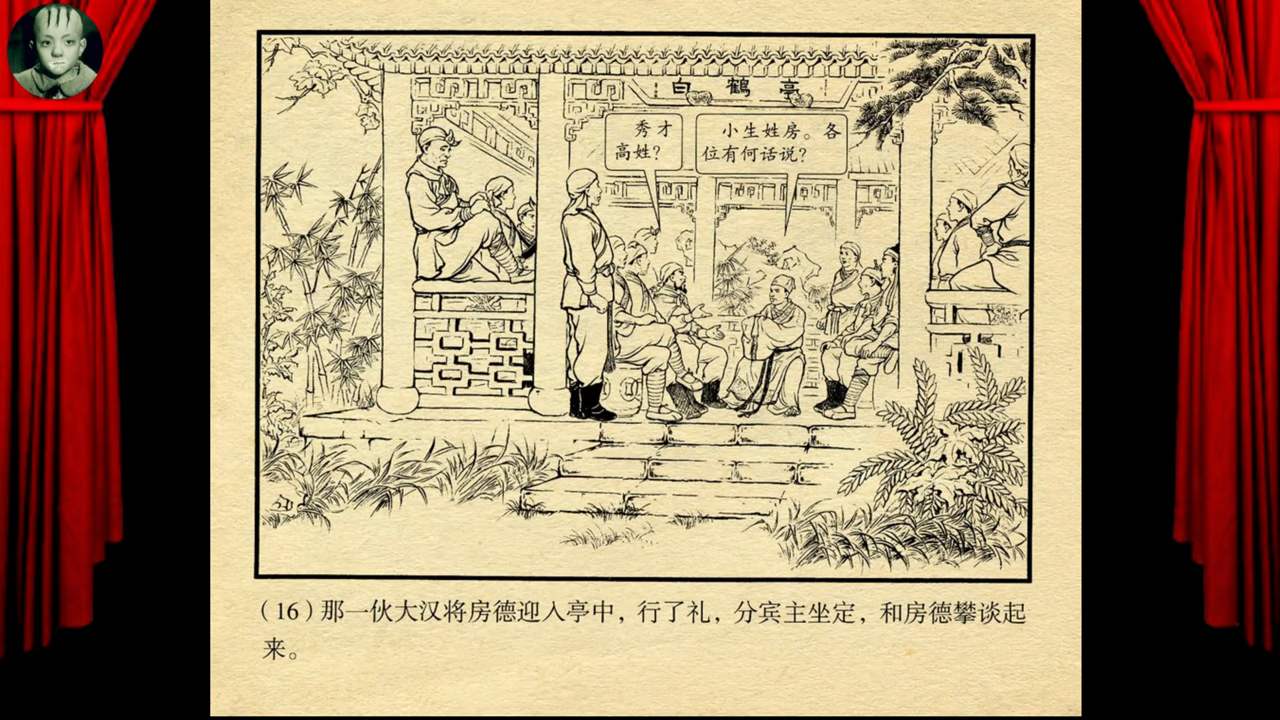 白鹤亭
秀才
高姓?
小生姓房。各
位有何话说?
(16)那一伙大汉将房德迎入亭中,行了礼,分宾主坐定,和房德攀谈起
来。